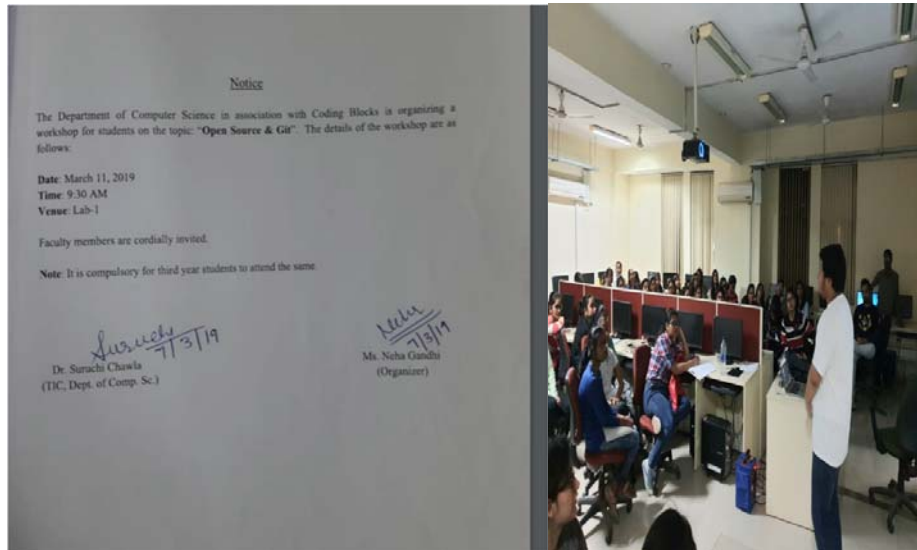 Notice
The Department of Computer Science in association with Coding Blocks is organizing a
workshop for students on the topic: "Open Source & Git". The details of the workshop are as
follows:
Date: March 11, 2019
Time: 9:30 AM
Venue: Lab-1
Faculty members are cordially invited.
Note: It is compulsory for third year students to attend the same.
Suruchi
7/3/19
Dr. Suruchi Chawla
(TIC, Dept. of Comp. Sc.)
Neha
7/3/19
Ms. Neha Gandhi
(Organizer)